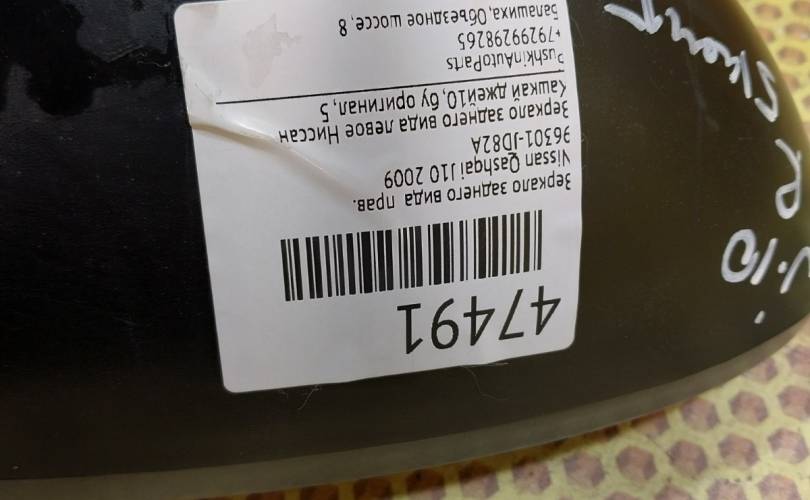 47491
Зеркало заднего вида прав.
Nissan Qashqai J10 2009
96301-JD82A
Зеркало заднего вида левое Ниссан
Кашкай джей10, бу оригинал, 5
PushkinAutoParts
+79299298265
Балашиха, Объездное шоссе, 8
J-10
R